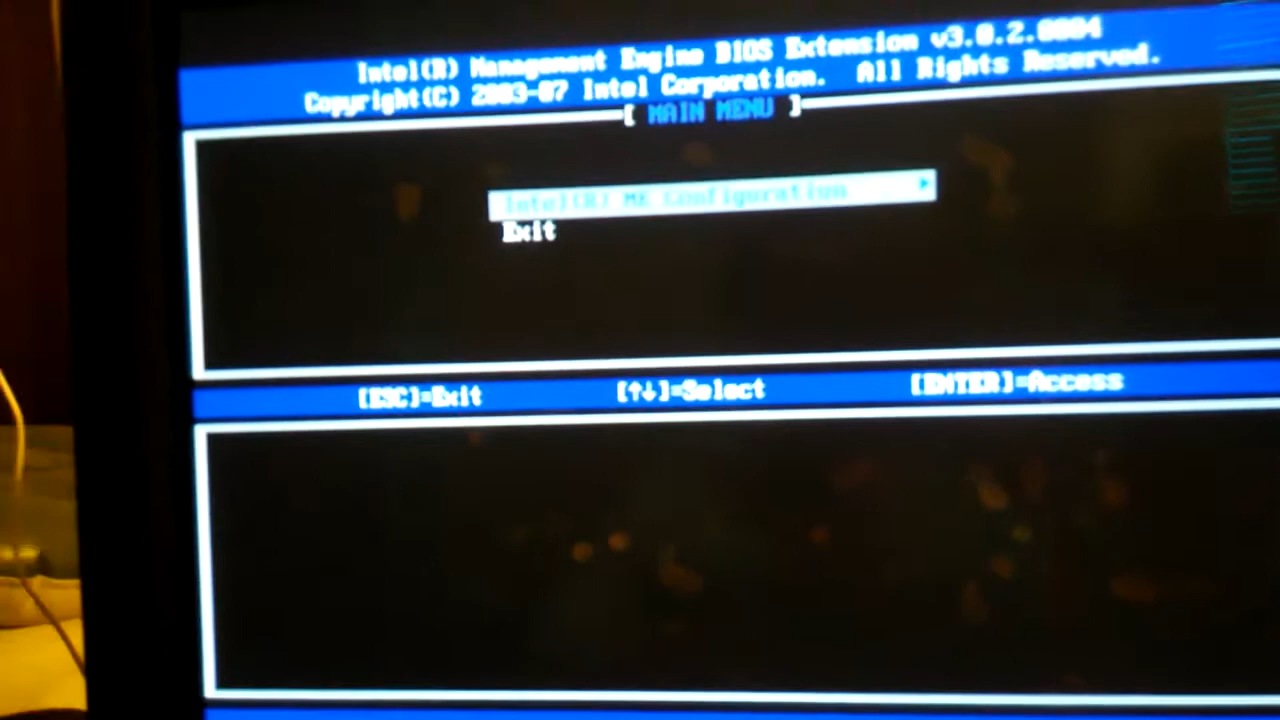 Intel(R) Management Engine BIOS Extension v3.0.2.0004
Copyright(C) 2003-07 Intel Corporation. All Rights Reserved.
[ MAIN MENU ]
Intel(R) ME Configuration ►
Exit
[ESC]=Exit [↑↓]=Select [ENTER]=Access